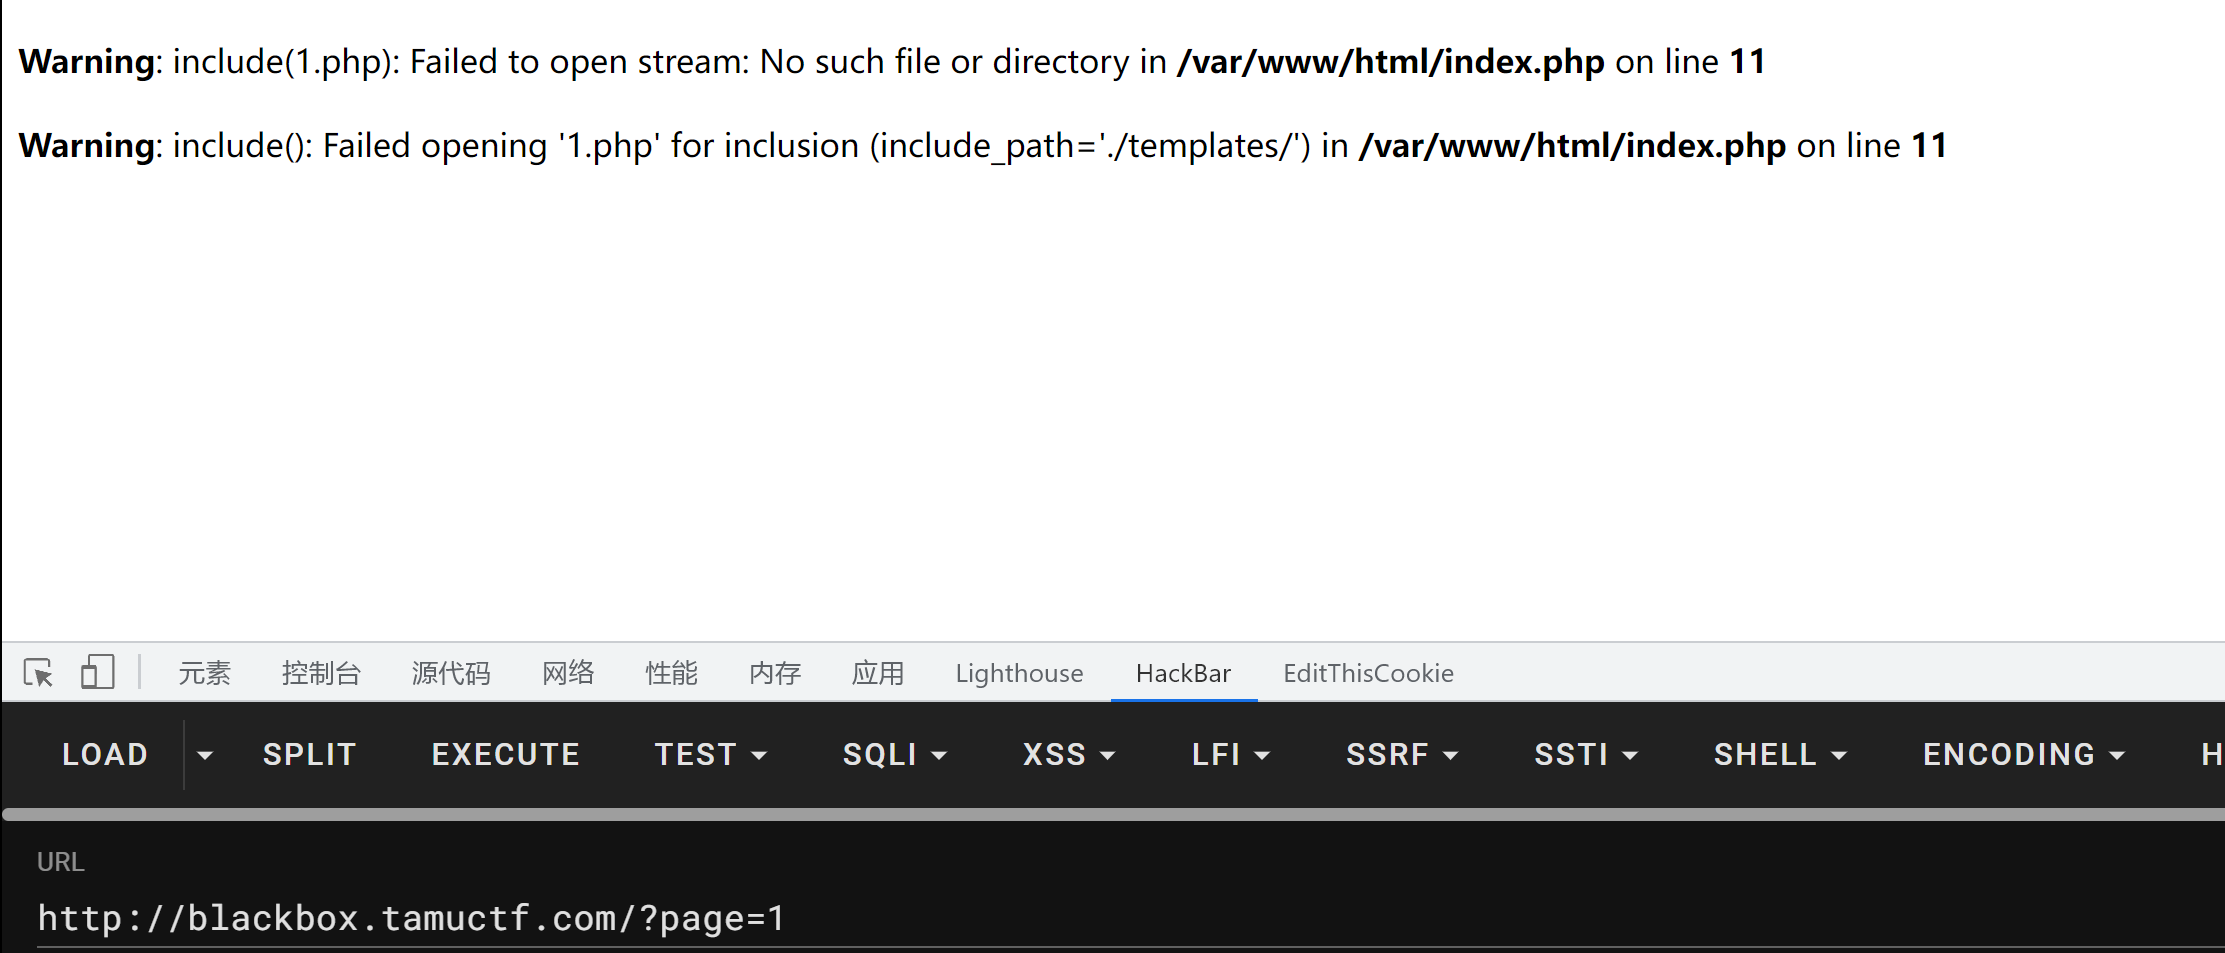 Warning: include(1.php): Failed to open stream: No such file or directory in /var/www/html/index.php on line 11
Warning: include(): Failed opening '1.php' for inclusion (include_path='./templates/') in /var/www/html/index.php on line 11
元素 控制台 源代码 网络 性能 内存 应用 Lighthouse HackBar EditThisCookie
LOAD SPLIT EXECUTE TEST SQLI XSS LFI SSRF SSTI SHELL ENCODING H
URL
http://blackbox.tamuctf.com/?page=1